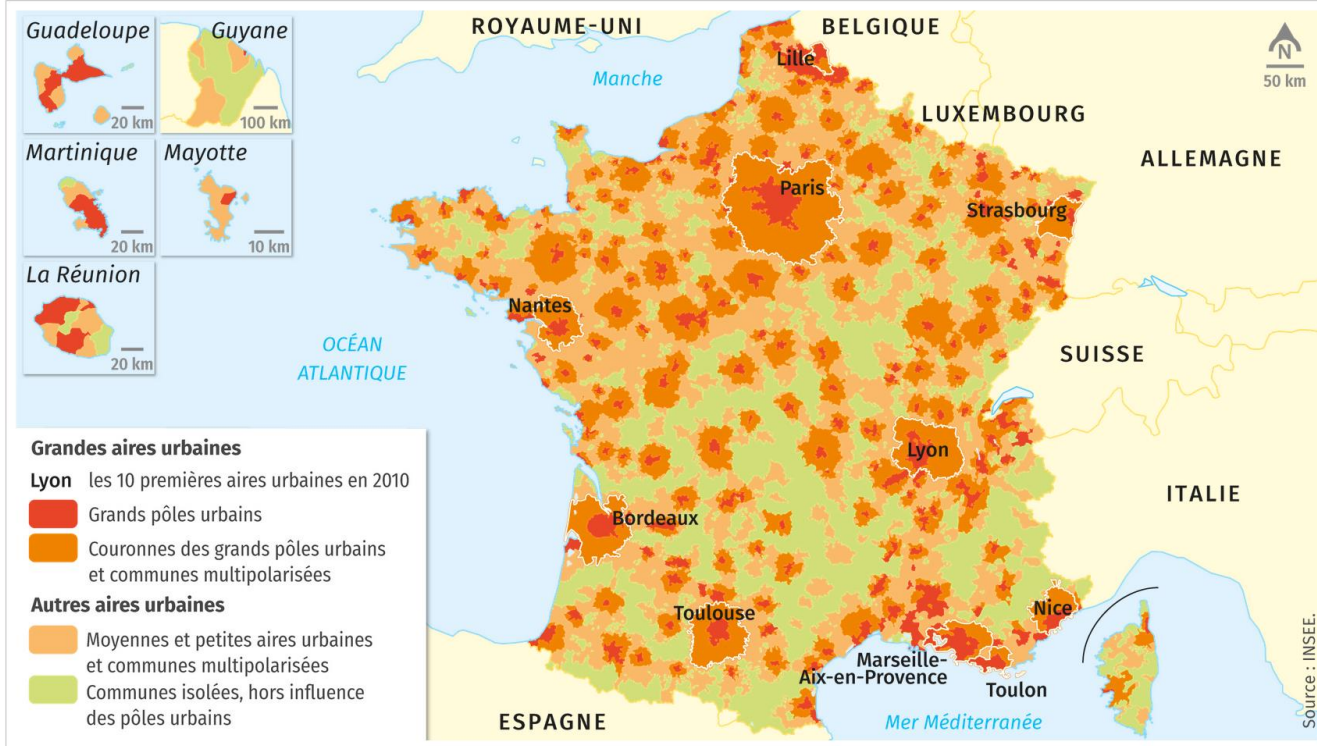 Guadeloupe
20 km
Guyane
100 km
Martinique
20 km
Mayotte
10 km
La Réunion
20 km
ROYAUME-UNI
BELGIQUE
N
50 km
Manche
Lille
LUXEMBOURG
ALLEMAGNE
Paris
Strasbourg
Nantes
OCÉAN
ATLANTIQUE
SUISSE
Lyon
ITALIE
Bordeaux
Toulouse
Nice
Marseille-
Aix-en-Provence
Toulon
ESPAGNE
Mer Méditerranée
Grandes aires urbaines
Lyon les 10 premières aires urbaines en 2010
Grands pôles urbains
Couronnes des grands pôles urbains
et communes multipolarisées
Autres aires urbaines
Moyennes et petites aires urbaines
et communes multipolarisées
Communes isolées, hors influence
des pôles urbains
Source : INSEE.